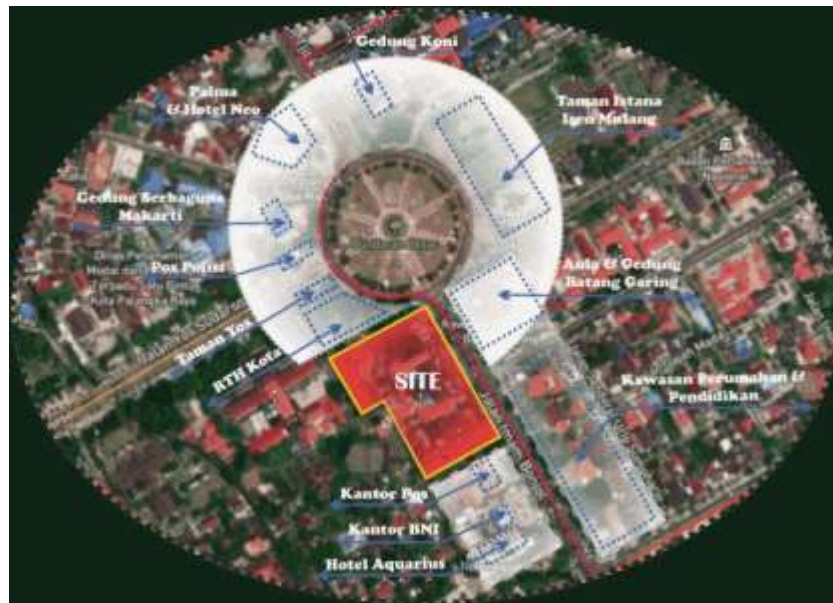 Gedung Koni
Palma
& Hotel Neo
Taman Istana
Isen Mulang
Gedung Serbaguna
Makarti
Pos Polisi
Aula & Gedung
Batang Garing
Taman Yos
RTH Kota
SITE
Kawasan Perumahan &
Pendidikan
Kantor Pos
Kantor BNI
Hotel Aquarius